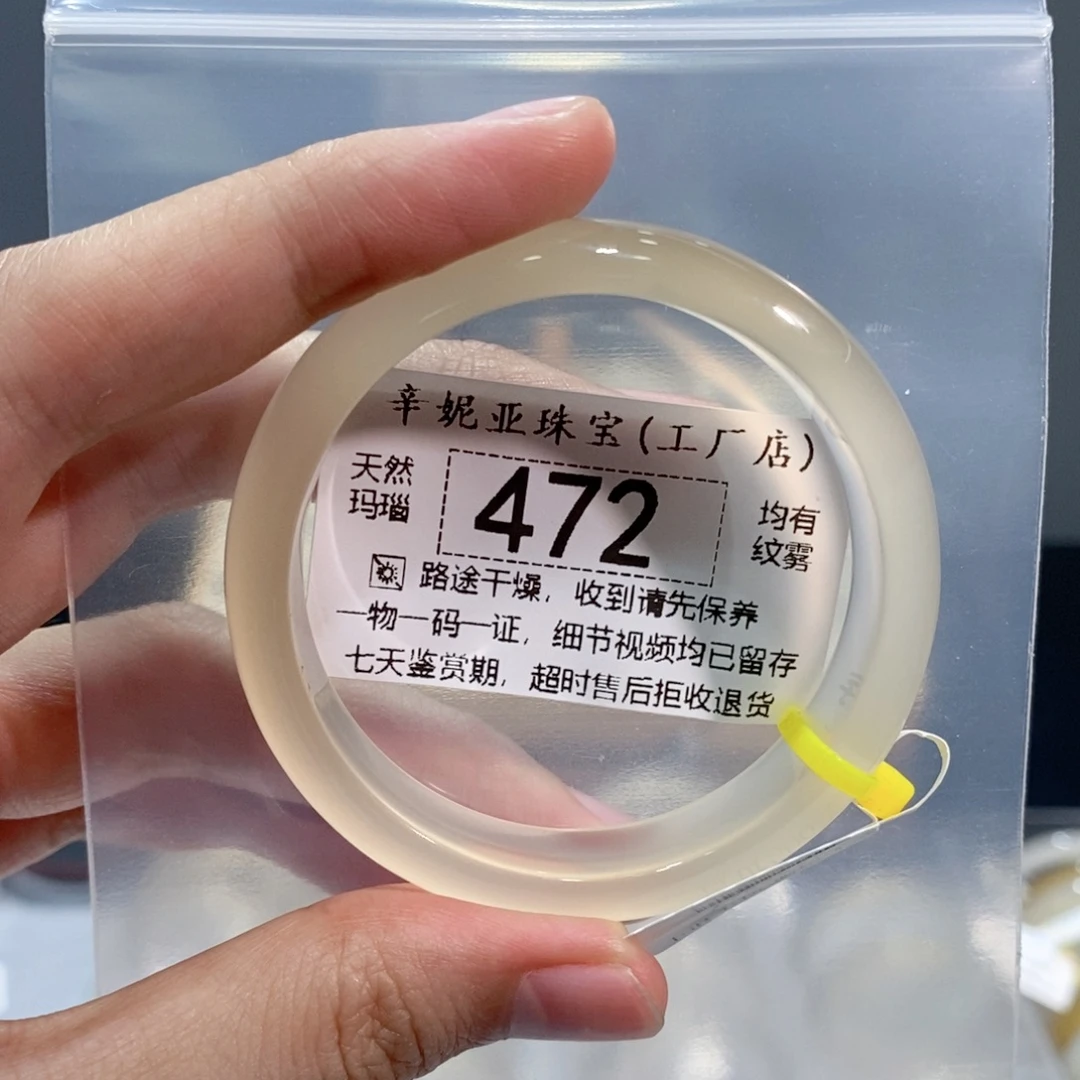 辛妮亚珠宝(工厂店)
天然
玛瑙
472
均有
纹雾
路途干燥，收到请先保养
一物一码一证，细节视频均已留存
七天鉴赏期，超时售后拒收退货